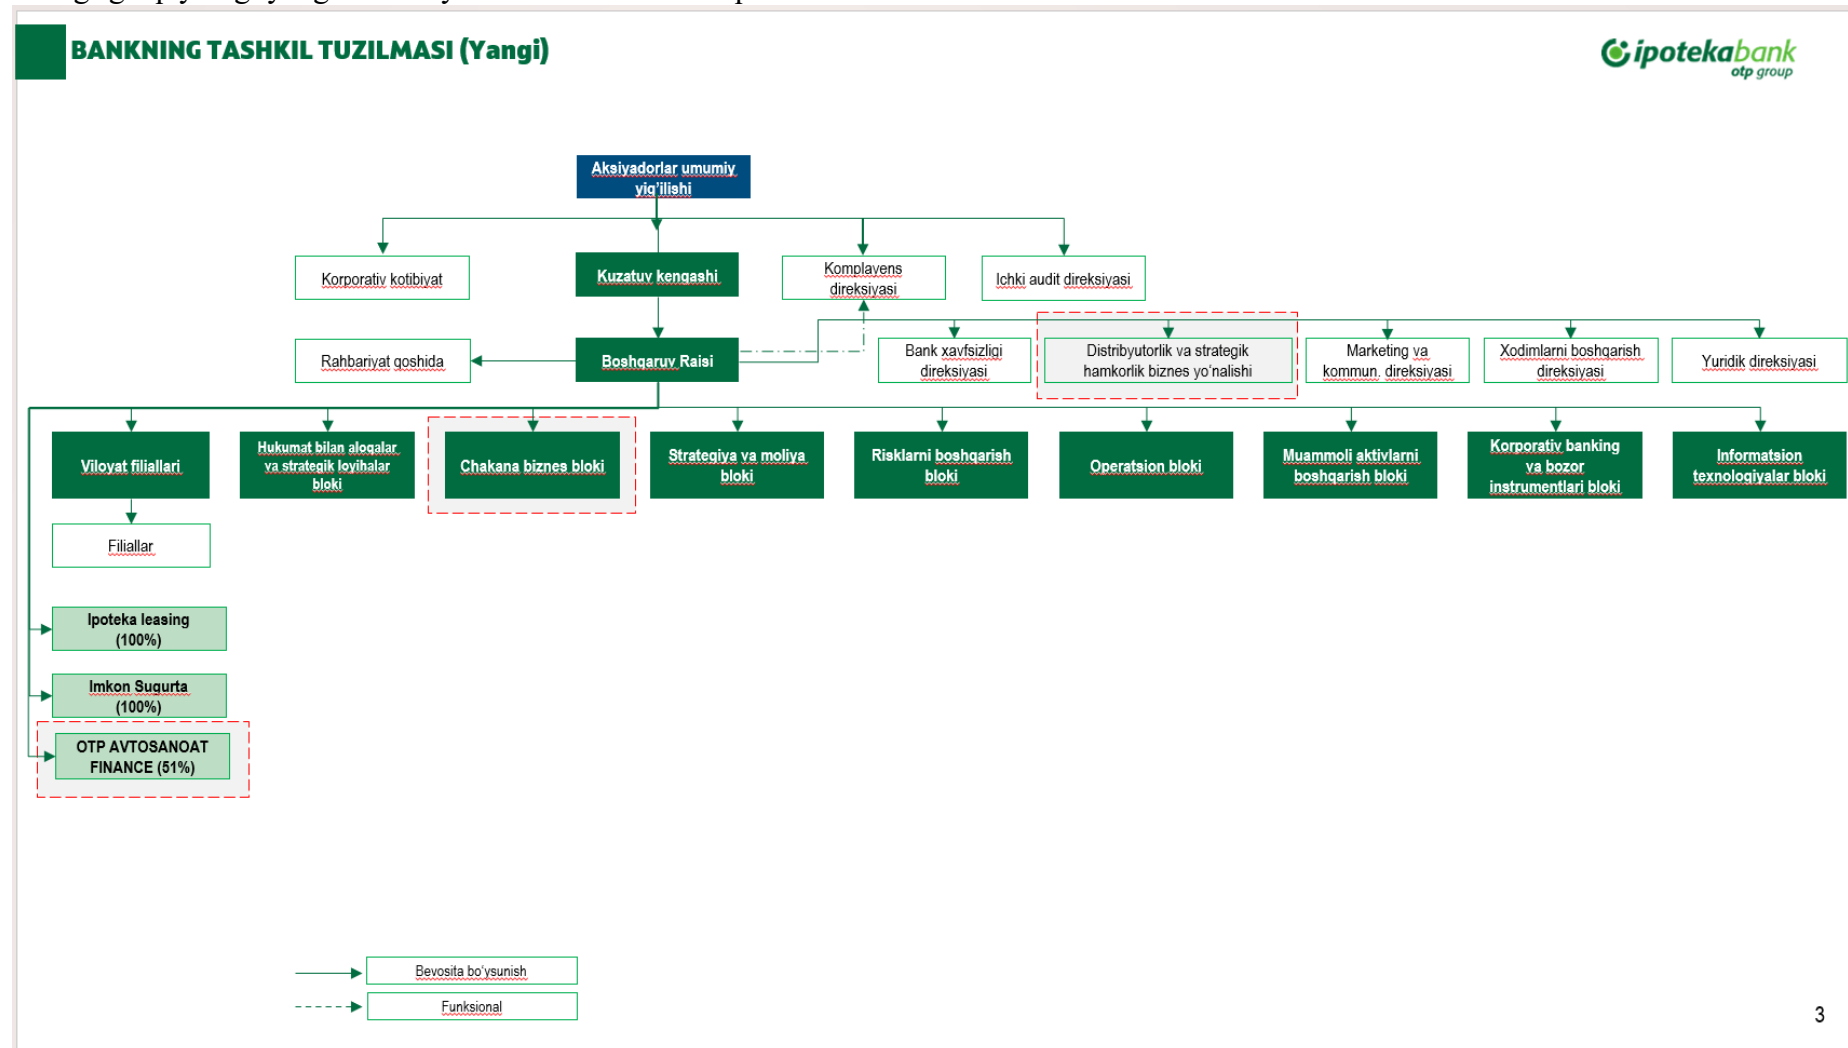 BANKNING TASHKIL TUZILMASI (Yangi)
ipotekabank
otp group
Aksiyadorlar umumiy
yig'ilishi
Korporativ kotibiyat
Kuzatuv kengashi
Komplayens
direksiyasi
Ichki audit direksiyasi
Rahbariyat qoshida
Boshqaruv Raisi
Bank xavfsizligi
direksiyasi
Distribyutorlik va strategik
hamkorlik biznes yo'nalishi
Marketing va
kommun. direksiyasi
Xodimlarni boshqarish
direksiyasi
Yuridik direksiyasi
Viloyat filiallari
Hukumat bilan aloqalar
va strategik loyihalar
bloki
Chakana biznes bloki
Strategiya va moliya
bloki
Risklarni boshqarish
bloki
Operatsion bloki
Muammoli aktivlarni
boshqarish bloki
Korporativ banking
va bozor
instrumentlari bloki
Informatsion
texnologiyalar bloki
Filiallar
Ipoteka leasing
(100%)
Imkon Sugurta
(100%)
OTP AVTOSANOAT
FINANCE (51%)
Bevosita bo'ysunish
Funksional
3